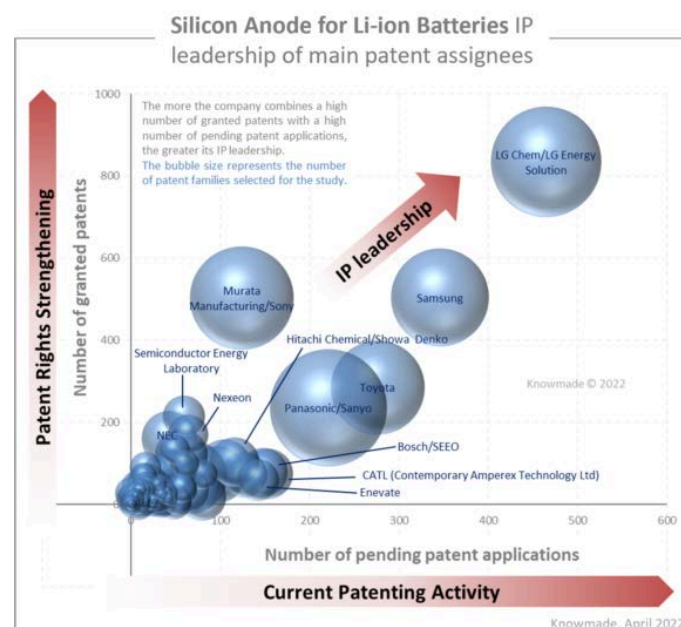 Silicon Anode for Li-ion Batteries IP
leadership of main patent assignees
Patent Rights Strengthening
Number of granted patents
1000
800
600
400
200
0
The more the company combines a high
number of granted patents with a high
number of pending patent applications,
the greater its IP leadership.
The bubble size represents the number
of patent families selected for the study.
LG Chem/LG Energy
Solution
IP leadership
Murata
Manufacturing/Sony
Samsung
Hitachi Chemical/Showa Denko
Semiconductor Energy
Laboratory
Nexeon
Toyota
Knowmade © 2022
Panasonic/Sanyo
NEC
Bosch/SEEO
CATL (Contemporary Amperex Technology Ltd)
Enevate
0
100
200
300
400
500
600
Number of pending patent applications
Current Patenting Activity
Knowmade, April 2022